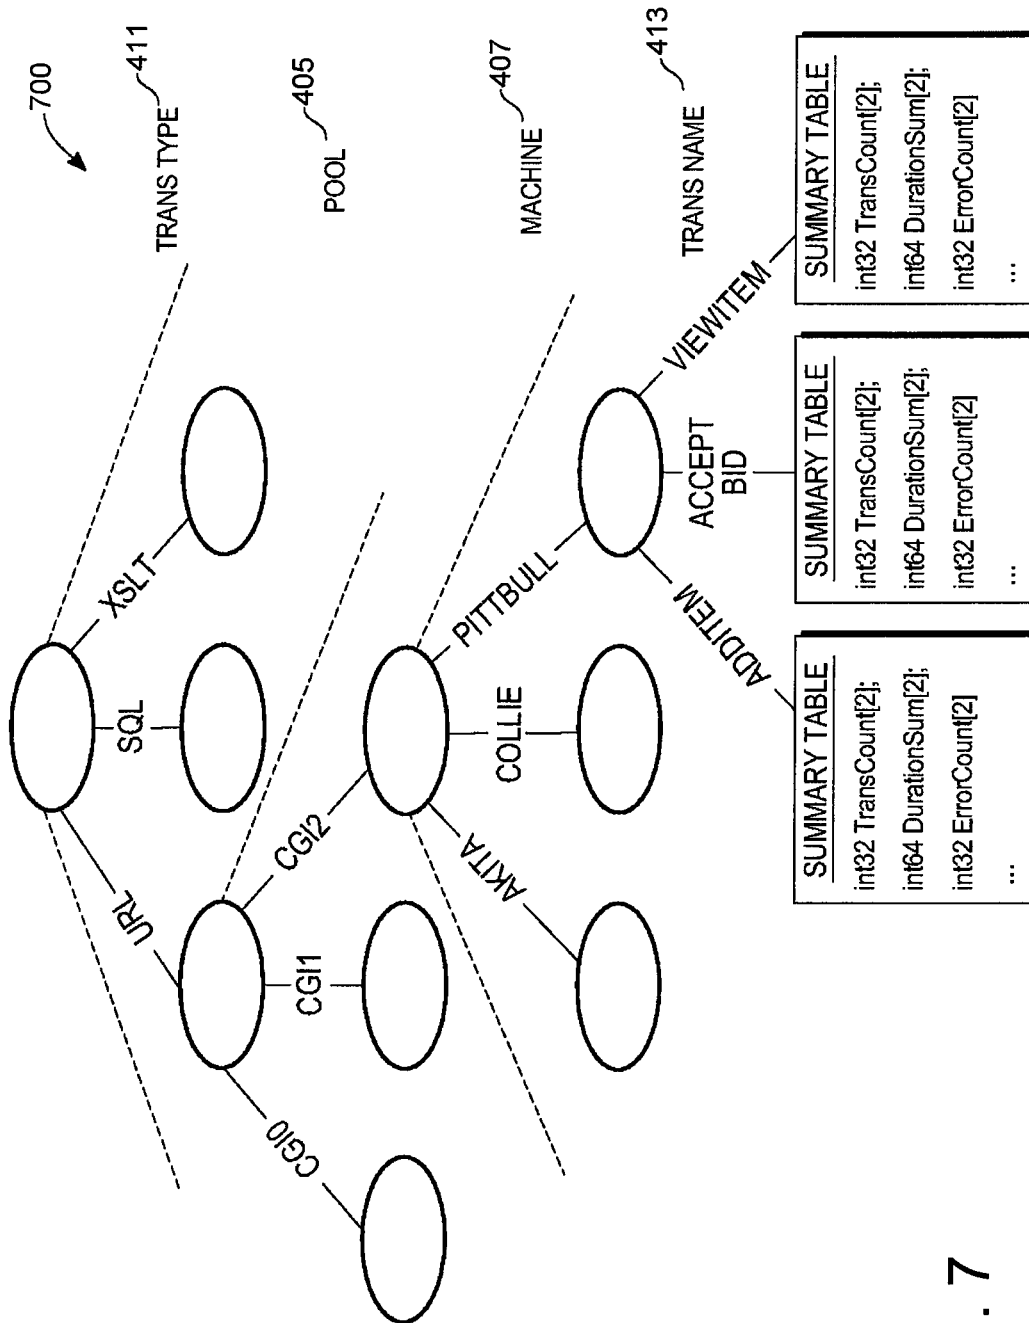 700
TRANS TYPE
411
POOL
405
MACHINE
407
TRANS NAME
413
URL
SQL
XSLT
CGI0
CGI1
CGI2
AKITA
COLLIE
PITTBULL
ADDITEM
ACCEPT
BID
VIEWITEM
SUMMARY TABLE
int32 TransCount[2];
int64 DurationSum[2];
int32 ErrorCount[2]
...
SUMMARY TABLE
int32 TransCount[2];
int64 DurationSum[2];
int32 ErrorCount[2]
...
SUMMARY TABLE
int32 TransCount[2];
int64 DurationSum[2];
int32 ErrorCount[2]
...
. 7